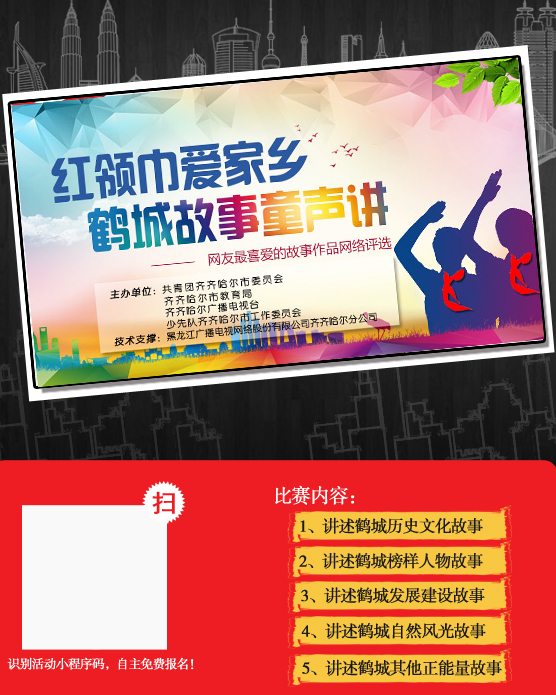 红领巾爱家乡
鹤城故事童声讲
——— 网友最喜爱的故事作品网络评选
主办单位：共青团齐齐哈尔市委员会
齐齐哈尔市教育局
齐齐哈尔广播电视台
少先队齐齐哈尔市工作委员会
技术支撑：黑龙江广播电视网络股份有限公司齐齐哈尔分公司
扫
识别活动小程序码，自主免费报名！
比赛内容：
1、讲述鹤城历史文化故事
2、讲述鹤城榜样人物故事
3、讲述鹤城发展建设故事
4、讲述鹤城自然风光故事
5、讲述鹤城其他正能量故事